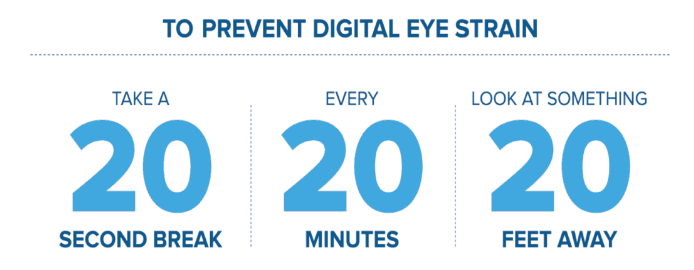 TO PREVENT DIGITAL EYE STRAIN
TAKE A
20
SECOND BREAK
EVERY
20
MINUTES
LOOK AT SOMETHING
20
FEET AWAY